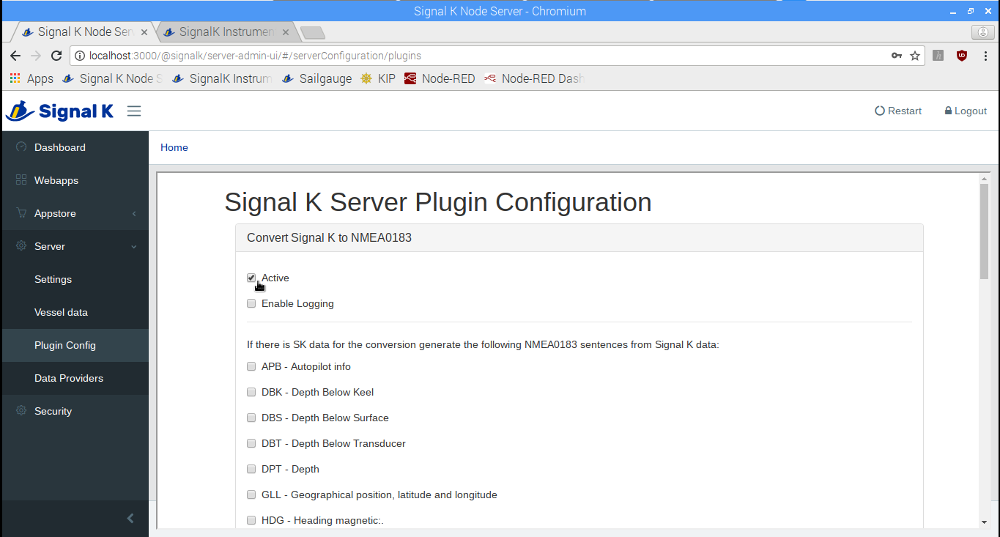 Signal K Node Server - Chromium
Signal K Node Ser
SignalK Instrumen
localhost:3000/@signalk/server-admin-ui/#/serverConfiguration/plugins
Apps Signal K Node S SignalK Instrum Sailgauge KIP Node-RED Node-RED Dash
Signal K
Restart Logout
Dashboard
Home
Webapps
Appstore
Server
Settings
Vessel data
Plugin Config
Data Providers
Security
Signal K Server Plugin Configuration
Convert Signal K to NMEA0183
Active
Enable Logging
If there is SK data for the conversion generate the following NMEA0183 sentences from Signal K data:
APB - Autopilot info
DBK - Depth Below Keel
DBS - Depth Below Surface
DBT - Depth Below Transducer
DPT - Depth
GLL - Geographical position, latitude and longitude
HDG - Heading magnetic:.